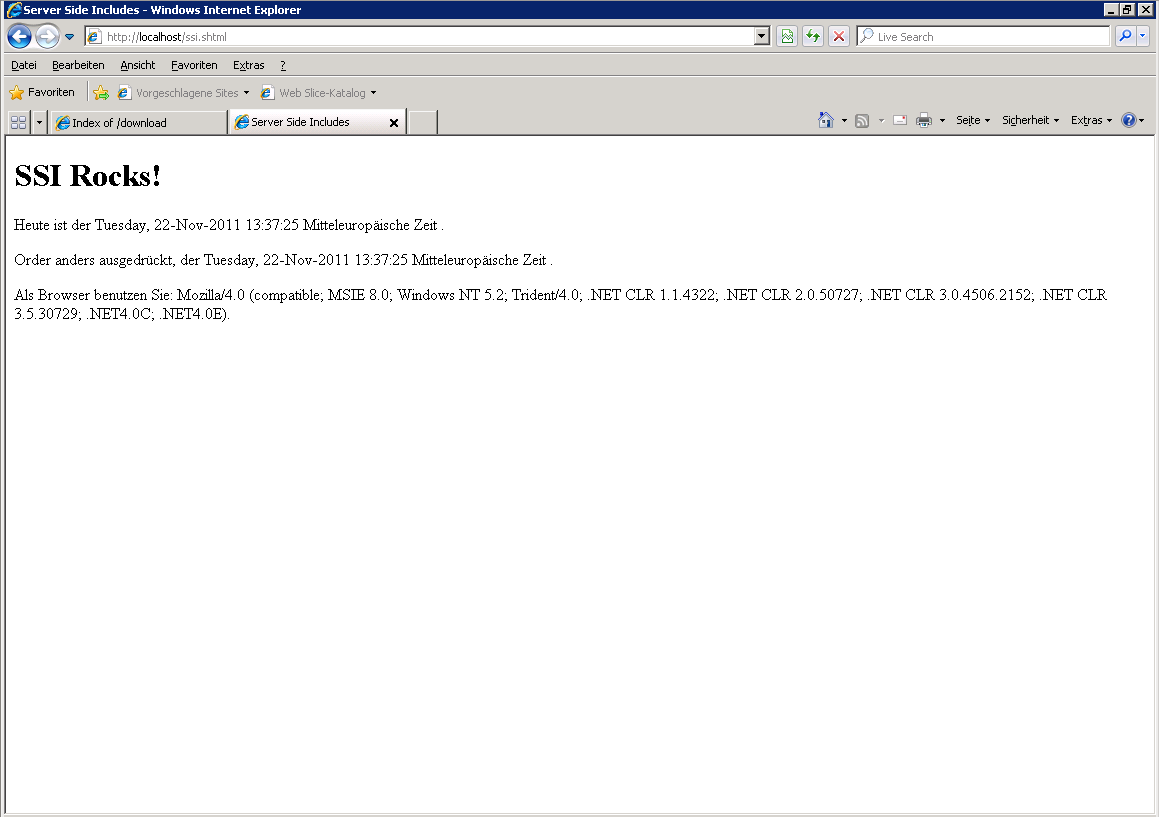 Server Side Includes - Windows Internet Explorer
http://localhost/ssi.shtml
Live Search
Datei Bearbeiten Ansicht Favoriten Extras ?
Favoriten Vorgeschlagene Sites Web Slice-Katalog
Index of /download Server Side Includes Seite Sicherheit Extras
SSI Rocks!
Heute ist der Tuesday, 22-Nov-2011 13:37:25 Mitteleuropäische Zeit .
Order anders ausgedrückt, der Tuesday, 22-Nov-2011 13:37:25 Mitteleuropäische Zeit .
Als Browser benutzen Sie: Mozilla/4.0 (compatible; MSIE 8.0; Windows NT 5.2; Trident/4.0; .NET CLR 1.1.4322; .NET CLR 2.0.50727; .NET CLR 3.0.4506.2152; .NET CLR
3.5.30729; .NET4.0C; .NET4.0E).